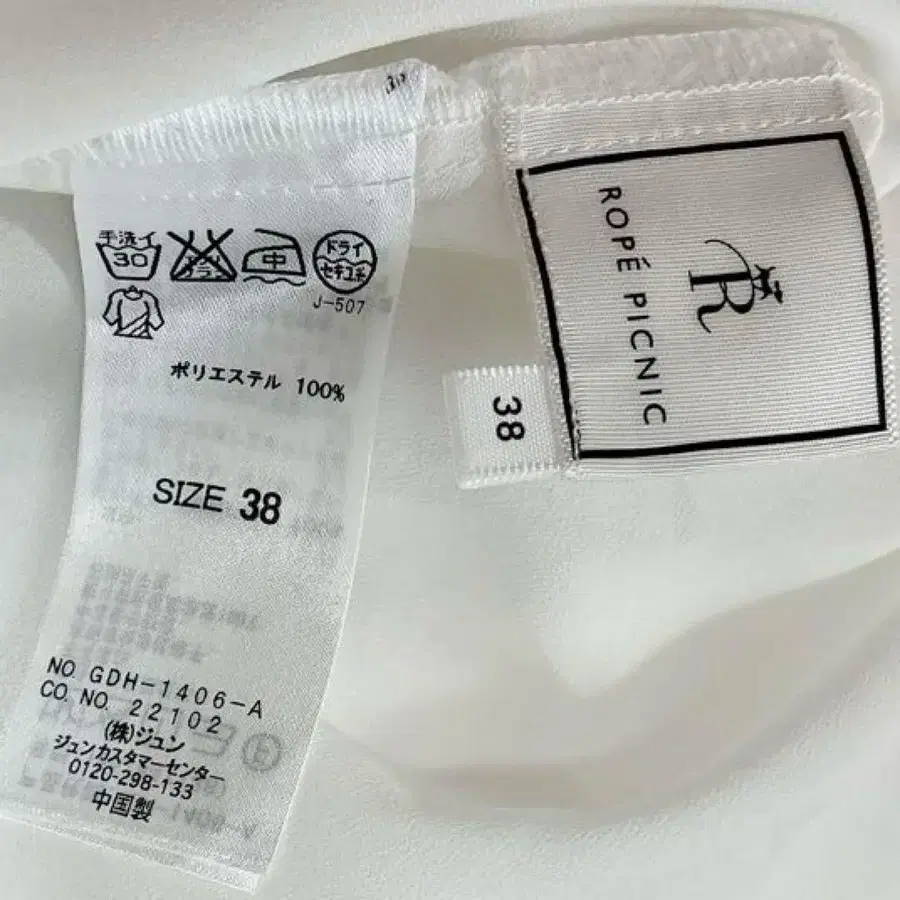 手洗イ
30
中
ドライ
セキユ系
J-507
ポリエステル 100%
SIZE 38
NO. GDH-1406-A
CO. NO. 22102
(株)ジュン
ジュンカスタマーセンター
0120-298-133
中国製
R
ROPÉ PICNIC
38